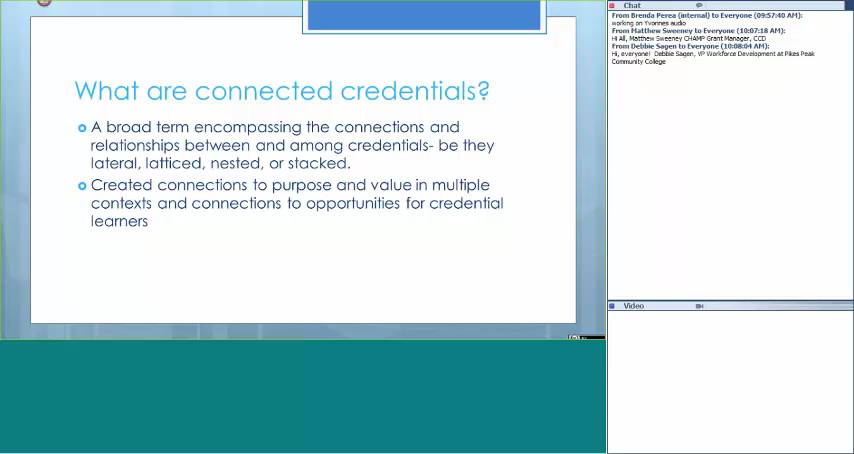 What are connected credentials?
A broad term encompassing the connections and
relationships between and among credentials- be they
lateral, latticed, nested, or stacked.
Created connections to purpose and value in multiple
contexts and connections to opportunities for credential
learners
Chat
From Brenda Perea (internal) to Everyone (09:57:40 AM):
working on Yvonnes audio
From Matthew Sweeney to Everyone (10:07:18 AM):
Hi All, Matthew Sweeney CHAMP Grant Manager, CCD
From Debbie Sagen to Everyone (10:08:04 AM):
Hi, everyone! Debbie Sagen, VP Workforce Development at Pikes Peak
Community College
Video